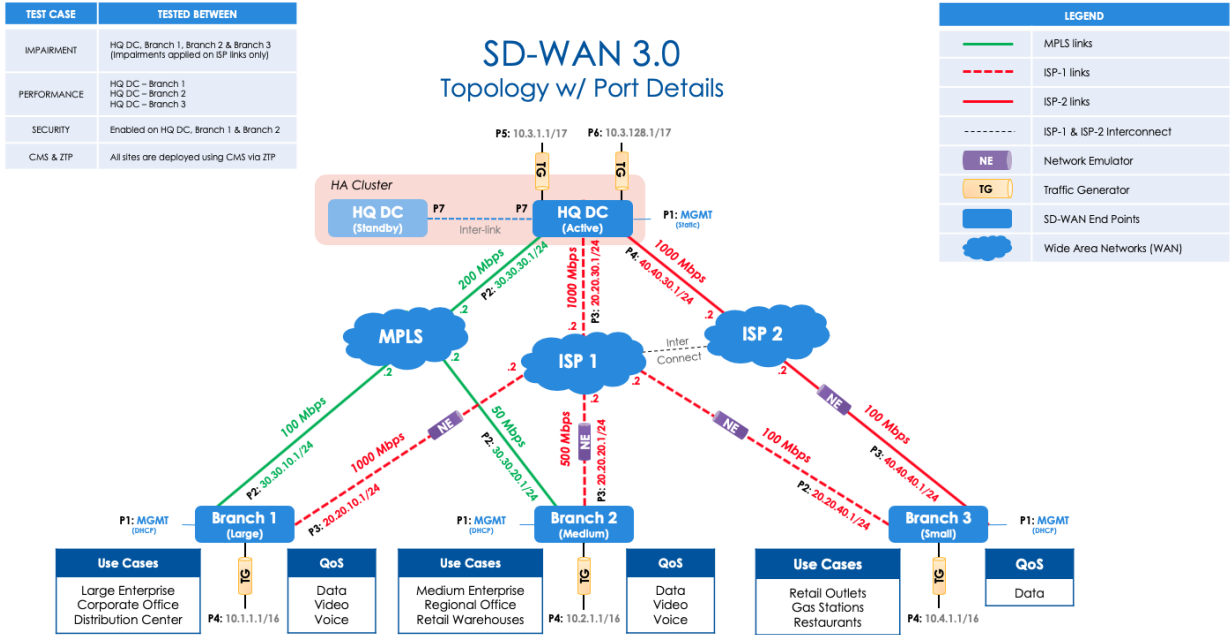 TEST CASE TESTED BETWEEN
IMPAIRMENT HQ DC, Branch 1, Branch 2 & Branch 3
(Impairments applied on ISP links only)
PERFORMANCE HQ DC – Branch 1
HQ DC – Branch 2
HQ DC – Branch 3
SECURITY Enabled on HQ DC, Branch 1 & Branch 2
CMS & ZTP All sites are deployed using CMS via ZTP
SD-WAN 3.0
Topology w/ Port Details
LEGEND
MPLS links
ISP-1 links
ISP-2 links
ISP-1 & ISP-2 Interconnect
NE Network Emulator
TG Traffic Generator
SD-WAN End Points
Wide Area Networks (WAN)
P5: 10.3.1.1/17
P6: 10.3.128.1/17
TG
TG
HA Cluster
HQ DC
(Standby)
P7
P7
Inter-link
HQ DC
(Active)
P1: MGMT
(Static)
200 Mbps
P2: 30.30.30.1/24
1000 Mbps
P3: 20.20.30.1/24
1000 Mbps
P4: 40.40.30.1/24
.2
.2
.2
MPLS
ISP 1
ISP 2
Inter
Connect
.2
.2
.2
.2
.2
.2
100 Mbps
P2: 30.30.10.1/24
50 Mbps
P2: 30.30.20.1/24
NE
1000 Mbps
P3: 20.20.10.1/24
NE
500 Mbps
P3: 20.20.20.1/24
NE
100 Mbps
P2: 20.20.40.1/24
NE
100 Mbps
P3: 40.40.40.1/24
P1: MGMT
(DHCP)
Branch 1
(Large)
P1: MGMT
(DHCP)
Branch 2
(Medium)
Branch 3
(Small)
P1: MGMT
(DHCP)
Use Cases
Large Enterprise
Corporate Office
Distribution Center
TG
P4: 10.1.1.1/16
QoS
Data
Video
Voice
Use Cases
Medium Enterprise
Regional Office
Retail Warehouses
TG
P4: 10.2.1.1/16
QoS
Data
Video
Voice
Use Cases
Retail Outlets
Gas Stations
Restaurants
TG
P4: 10.4.1.1/16
QoS
Data